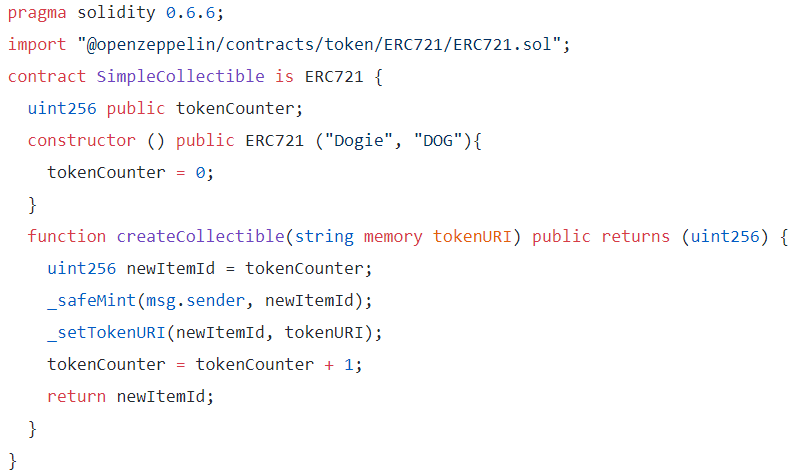 pragma solidity 0.6.6;
import "@openzeppelin/contracts/token/ERC721/ERC721.sol";
contract SimpleCollectible is ERC721 {
  uint256 public tokenCounter;
  constructor () public ERC721 ("Dogie", "DOG"){
    tokenCounter = 0;
  }
  function createCollectible(string memory tokenURI) public returns (uint256) {
    uint256 newItemId = tokenCounter;
    _safeMint(msg.sender, newItemId);
    _setTokenURI(newItemId, tokenURI);
    tokenCounter = tokenCounter + 1;
    return newItemId;
  }
}